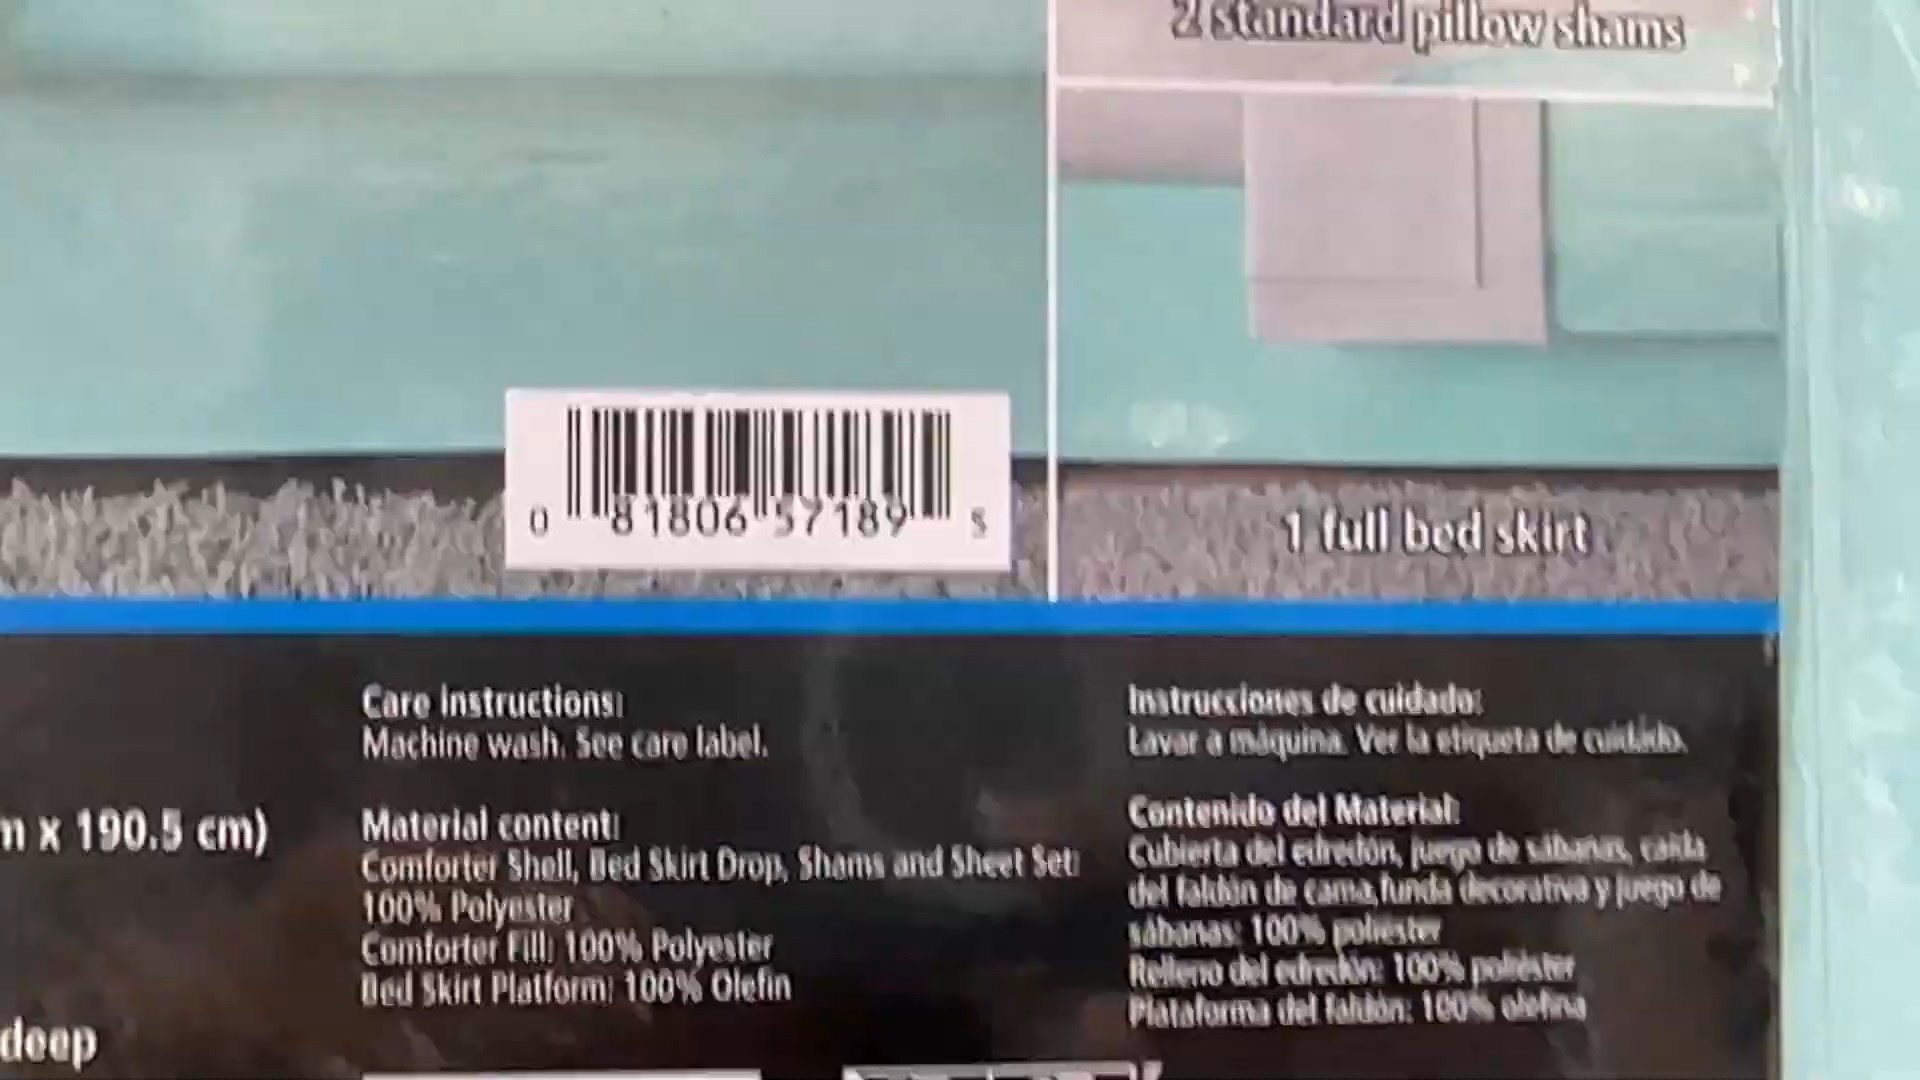 2 standard pillow shams
0 81806 57189 5
1 full bed skirt
Care instructions:
Machine wash. See care label.
Material content:
Comforter Shell, Bed Skirt Drop, Shams and Sheet Set:
100% Polyester
Comforter Fill: 100% Polyester
Bed Skirt Platform: 100% Olefin
x 190.5 cm)
deep
Instrucciones de cuidado:
Lavar a máquina. Ver la etiqueta de cuidado.
Contenido del Material:
Cubierta del edredón, juego de sábanas, caída
del faldón de cama, funda decorativa y juego de
sábanas: 100% poliéster
Relleno del edredón: 100% poliéster
Plataforma del faldón: 100% olefina